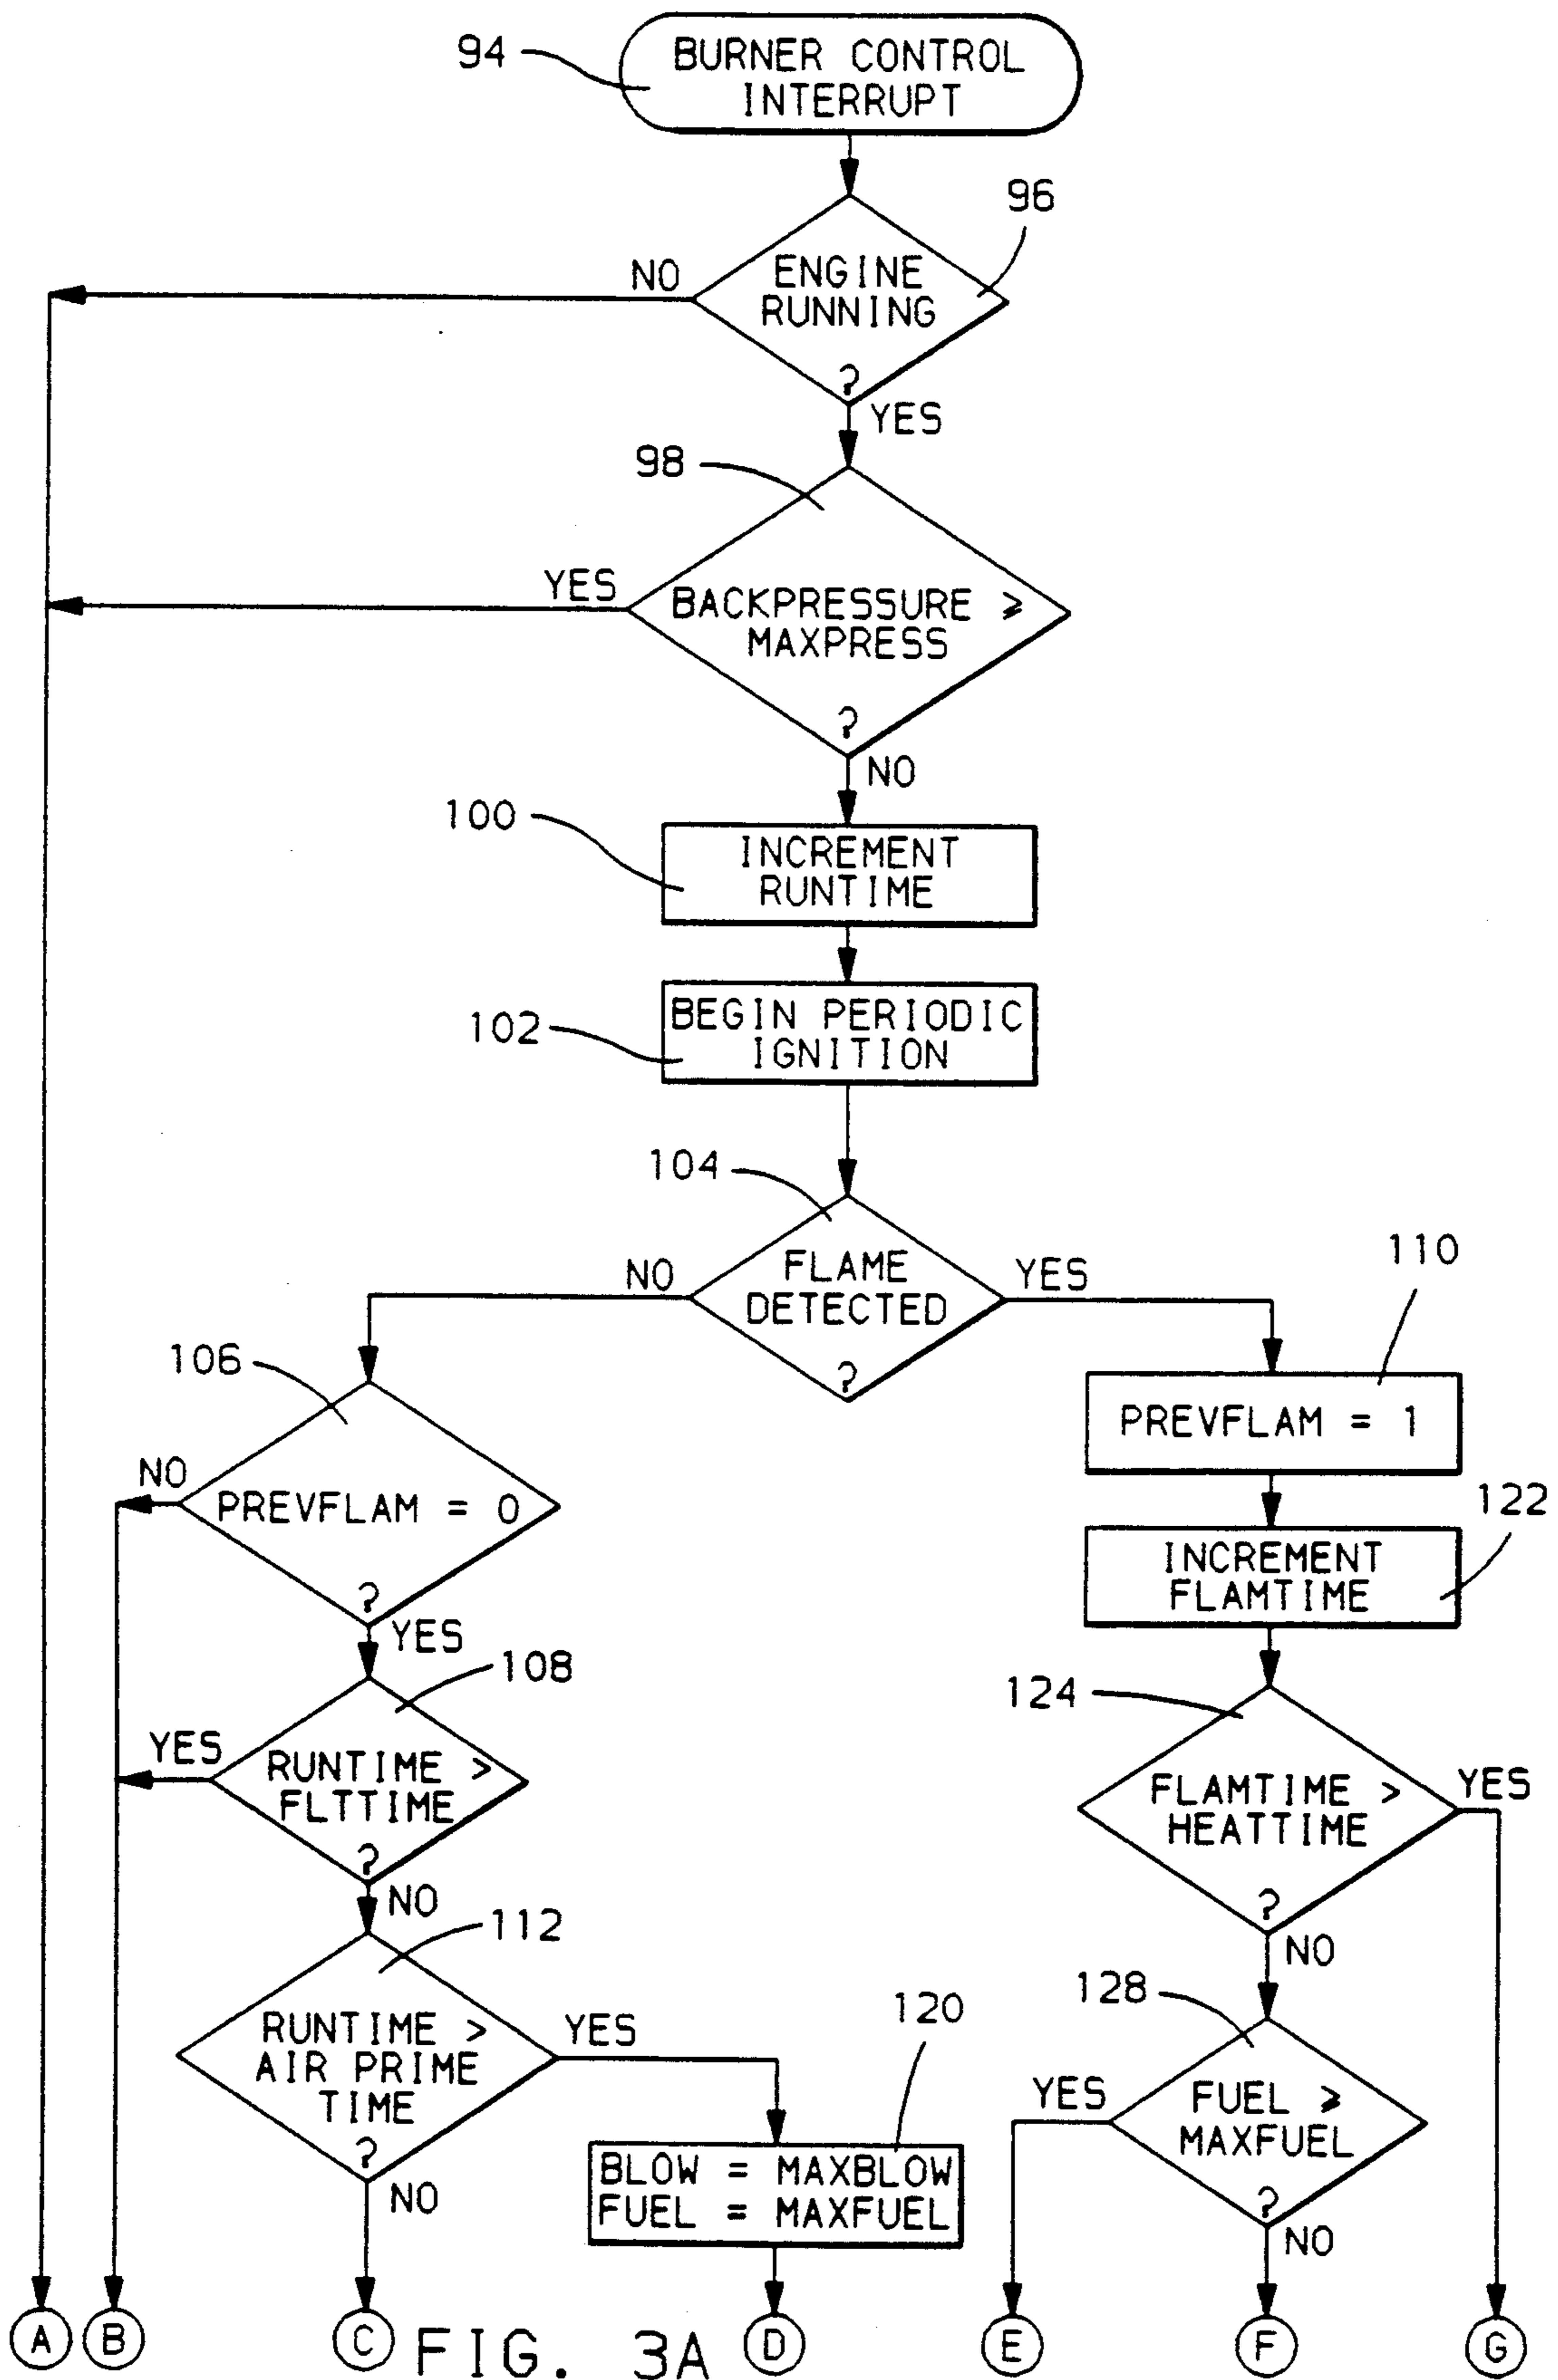 94
BURNER CONTROL
INTERRUPT
96
NO
ENGINE
RUNNING
?
YES
98
YES
BACKPRESSURE ≥
MAXPRESS
?
NO
100
INCREMENT
RUNTIME
102
BEGIN PERIODIC
IGNITION
104
NO
FLAME
DETECTED
?
YES
110
106
PREVFLAM = 1
NO
PREVFLAM = 0
?
YES
122
INCREMENT
FLAMTIME
108
124
YES
RUNTIME >
FLTTIME
?
NO
FLAMTIME >
HEATTIME
?
YES
NO
112
128
RUNTIME >
AIR PRIME
TIME
?
YES
NO
120
BLOW = MAXBLOW
FUEL = MAXFUEL
YES
FUEL ≥
MAXFUEL
?
NO
A
B
C
FIG. 3A
D
E
F
G